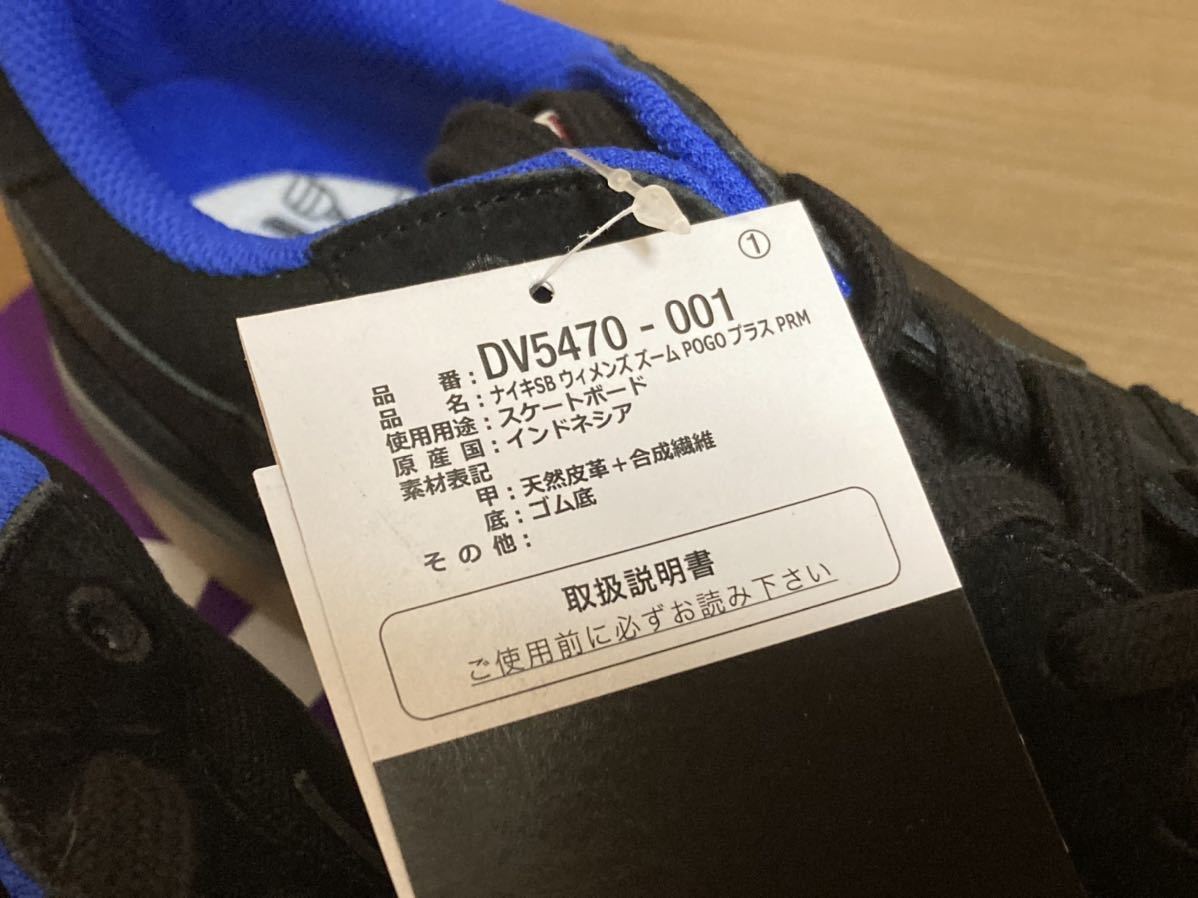 ①
品 番：DV5470 - 001
品 名：ナイキSB ウィメンズ ズーム POGO プラス PRM
使用用途：スケートボード
原 産 国：インドネシア
素材表記
甲：天然皮革＋合成繊維
底：ゴム底
そ の 他：
取扱説明書
ご使用前に必ずお読み下さい